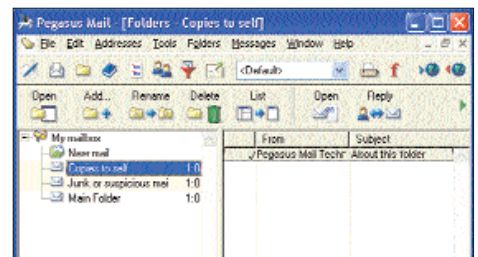 Pegasus Mail - [Folders - Copies to self]
File Edit Addresses Tools Folders Messages Window Help
<Default>
Open Add... Rename Delete List Open Reply
My mailbox From Subject
New mail Pegasus Mail Techr About this folder
Copies to self 1:0
Junk or suspicious mei 1:0
Main Folder 1:0